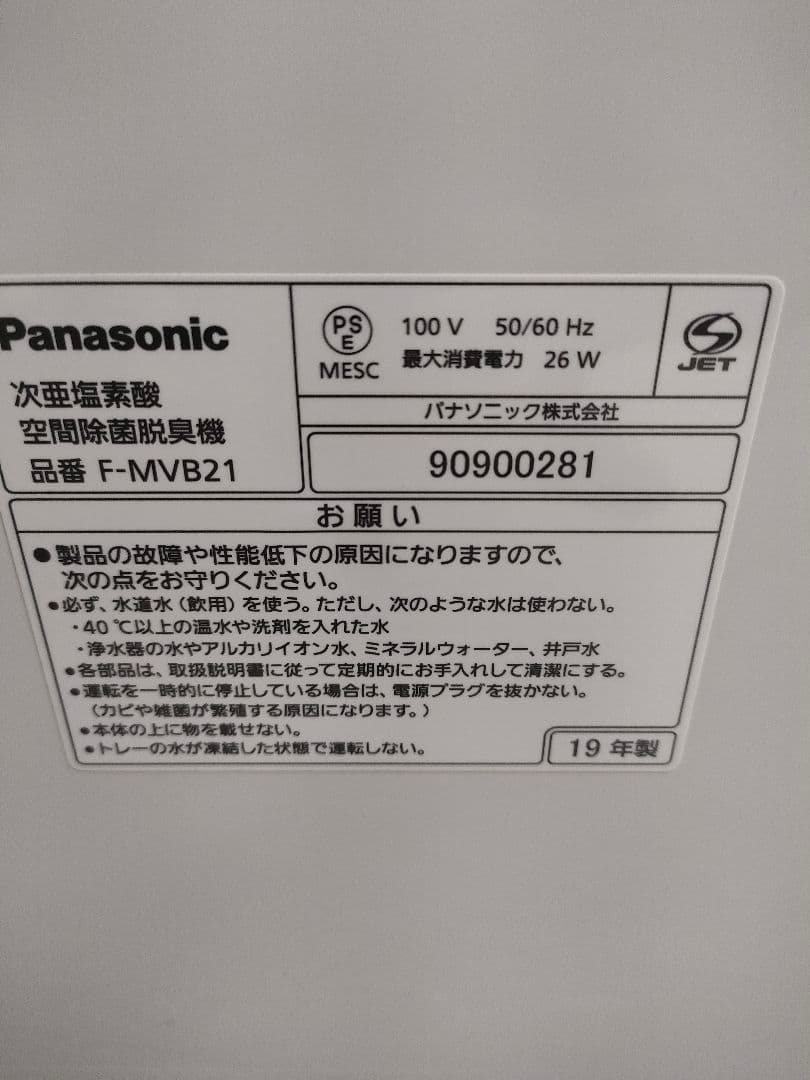 Panasonic
次亜塩素酸
空間除菌脱臭機
品番 F-MVB21
PS
E
MESC
100 V 50/60 Hz
最大消費電力 26 W
S
JET
パナソニック株式会社
90900281
お願い
●製品の故障や性能低下の原因になりますので、
次の点をお守りください。
●必ず、水道水(飲用)を使う。ただし、次のような水は使わない。
・40 ℃以上の温水や洗剤を入れた水
・浄水器の水やアルカリイオン水、ミネラルウォーター、井戸水
●各部品は、取扱説明書に従って定期的にお手入れして清潔にする。
●運転を一時的に停止している場合は、電源プラグを抜かない。
(カビや雑菌が繁殖する原因になります。)
●本体の上に物を載せない。
●トレーの水が凍結した状態で運転しない。
19 年製